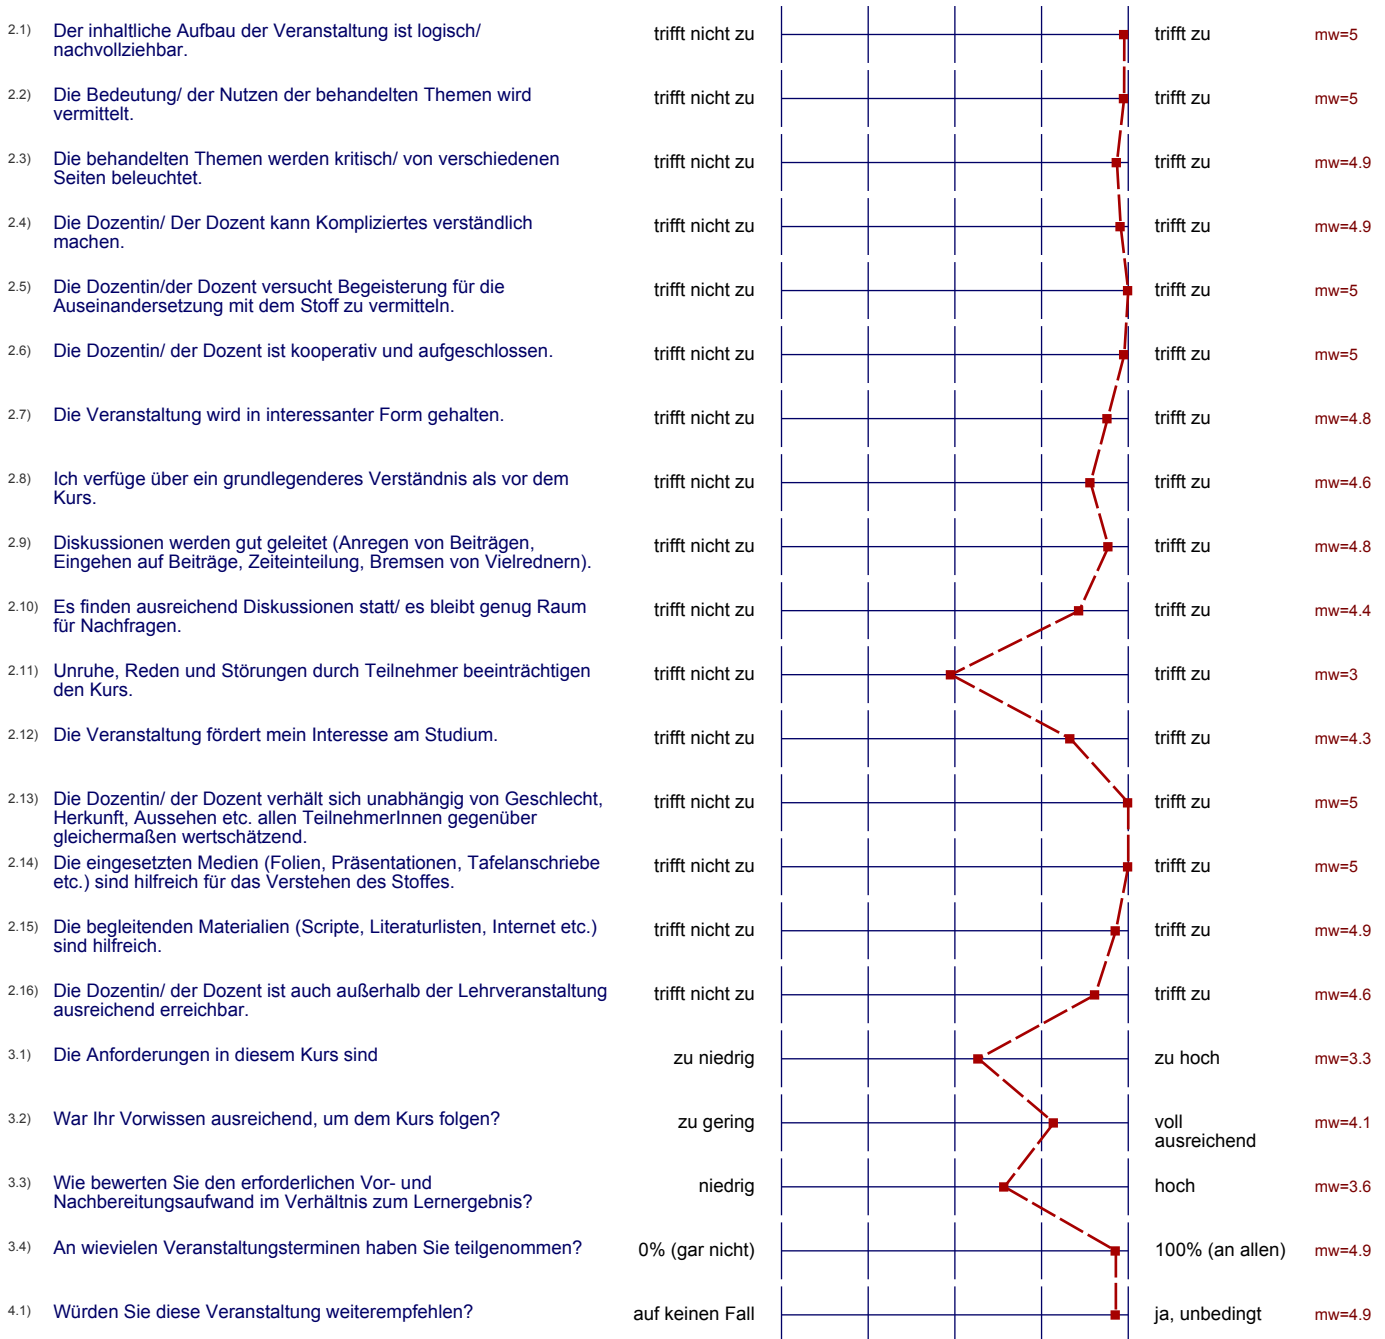 2.1) Der inhaltliche Aufbau der Veranstaltung ist logisch/ trifft nicht zu trifft zu mw=5
nachvollziehbar.
2.2) Die Bedeutung/ der Nutzen der behandelten Themen wird trifft nicht zu trifft zu mw=5
vermittelt.
2.3) Die behandelten Themen werden kritisch/ von verschiedenen trifft nicht zu trifft zu mw=4.9
Seiten beleuchtet.
2.4) Die Dozentin/ Der Dozent kann Kompliziertes verständlich trifft nicht zu trifft zu mw=4.9
machen.
2.5) Die Dozentin/der Dozent versucht Begeisterung für die trifft nicht zu trifft zu mw=5
Auseinandersetzung mit dem Stoff zu vermitteln.
2.6) Die Dozentin/ der Dozent ist kooperativ und aufgeschlossen. trifft nicht zu trifft zu mw=5
2.7) Die Veranstaltung wird in interessanter Form gehalten. trifft nicht zu trifft zu mw=4.8
2.8) Ich verfüge über ein grundlegenderes Verständnis als vor dem trifft nicht zu trifft zu mw=4.6
Kurs.
2.9) Diskussionen werden gut geleitet (Anregen von Beiträgen, trifft nicht zu trifft zu mw=4.8
Eingehen auf Beiträge, Zeiteinteilung, Bremsen von Vielrednern).
2.10) Es finden ausreichend Diskussionen statt/ es bleibt genug Raum trifft nicht zu trifft zu mw=4.4
für Nachfragen.
2.11) Unruhe, Reden und Störungen durch Teilnehmer beeinträchtigen trifft nicht zu trifft zu mw=3
den Kurs.
2.12) Die Veranstaltung fördert mein Interesse am Studium. trifft nicht zu trifft zu mw=4.3
2.13) Die Dozentin/ der Dozent verhält sich unabhängig von Geschlecht, trifft nicht zu trifft zu mw=5
Herkunft, Aussehen etc. allen TeilnehmerInnen gegenüber
gleichermaßen wertschätzend.
2.14) Die eingesetzten Medien (Folien, Präsentationen, Tafelanschriebe trifft nicht zu trifft zu mw=5
etc.) sind hilfreich für das Verstehen des Stoffes.
2.15) Die begleitenden Materialien (Scripte, Literaturlisten, Internet etc.) trifft nicht zu trifft zu mw=4.9
sind hilfreich.
2.16) Die Dozentin/ der Dozent ist auch außerhalb der Lehrveranstaltung trifft nicht zu trifft zu mw=4.6
ausreichend erreichbar.
3.1) Die Anforderungen in diesem Kurs sind zu niedrig zu hoch mw=3.3
3.2) War Ihr Vorwissen ausreichend, um dem Kurs folgen? zu gering voll mw=4.1
ausreichend
3.3) Wie bewerten Sie den erforderlichen Vor- und niedrig hoch mw=3.6
Nachbereitungsaufwand im Verhältnis zum Lernergebnis?
3.4) An wievielen Veranstaltungsterminen haben Sie teilgenommen? 0% (gar nicht) 100% (an allen) mw=4.9
4.1) Würden Sie diese Veranstaltung weiterempfehlen? auf keinen Fall ja, unbedingt mw=4.9